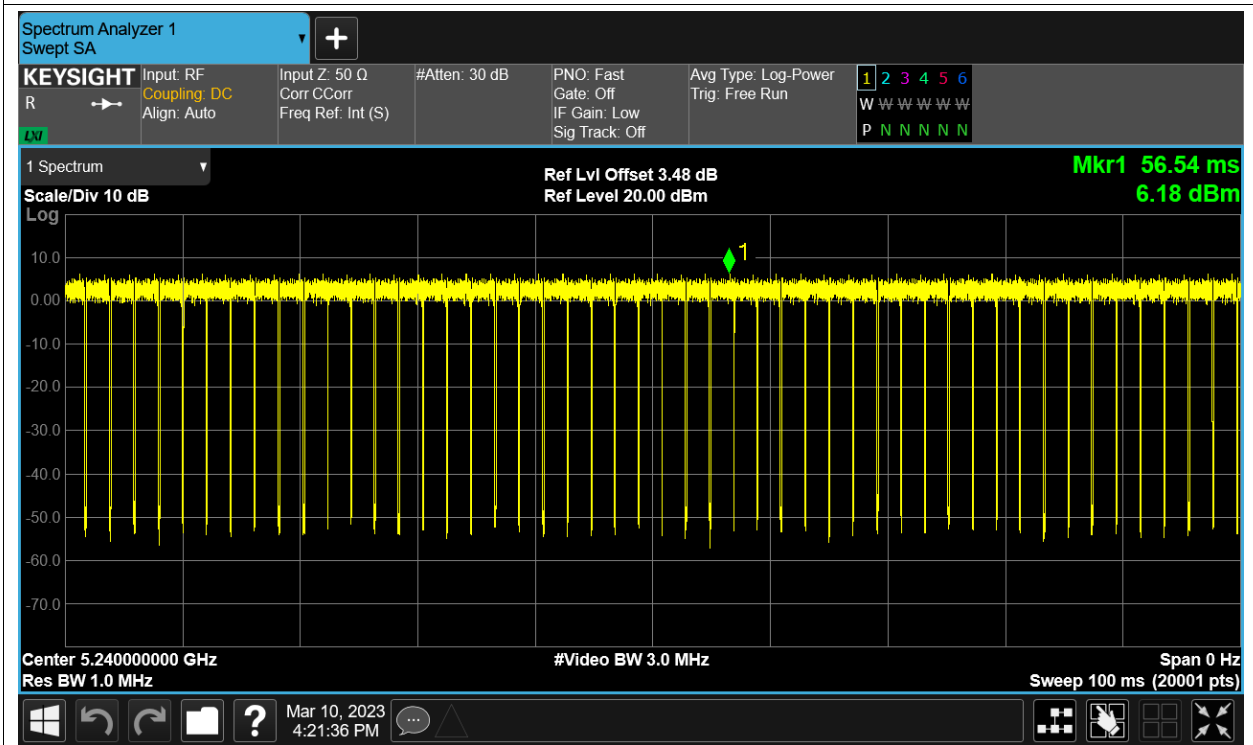 Spectrum Analyzer 1
Swept SA
KEYSIGHT
R
LXI
Input: RF
Coupling: DC
Align: Auto
Input Z: 50 Ω
Corr CCorr
Freq Ref: Int (S)
#Atten: 30 dB
PNO: Fast
Gate: Off
IF Gain: Low
Sig Track: Off
Avg Type: Log-Power
Trig: Free Run
1 2 3 4 5 6
W W W W W W
P N N N N N
1 Spectrum
Scale/Div 10 dB
Ref Lvl Offset 3.48 dB
Ref Level 20.00 dBm
Mkr1 56.54 ms
6.18 dBm
Log
1
10.0
0.00
-10.0
-20.0
-30.0
-40.0
-50.0
-60.0
-70.0
Center 5.240000000 GHz
Res BW 1.0 MHz
#Video BW 3.0 MHz
Span 0 Hz
Sweep 100 ms (20001 pts)
?
Mar 10, 2023
4:21:36 PM